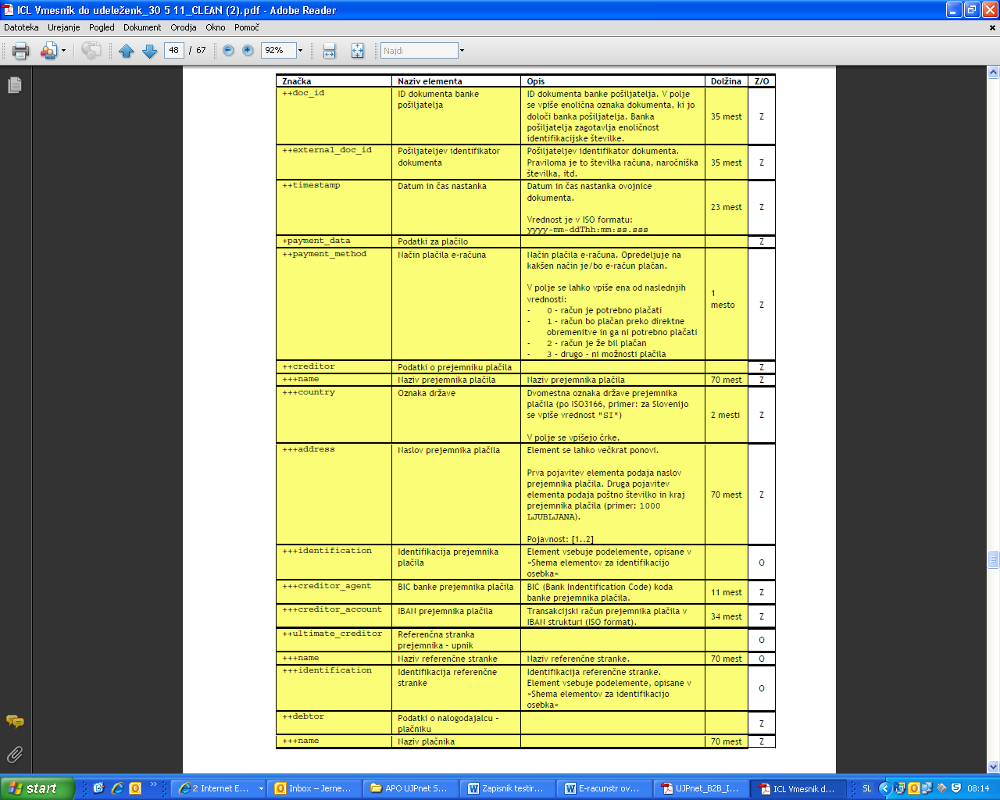 ICL Vmesnik do udeleženk_30 5 11_CLEAN (2).pdf - Adobe Reader
Datoteka Urejanje Pogled Dokument Orodja Okno Pomoč
48 / 67 92% Najdi
Značka Naziv elementa Opis Dolžina Z/O
++doc_id ID dokumenta banke ID dokumenta banke pošiljatelja. V polje
pošiljatelja se vpiše enolična oznaka dokumenta, ki jo
določi banka pošiljatelja. Banka 35 mest Z
pošiljatelja zagotavlja enoličnost
identifikacijske številke.
++external_doc_id Pošiljateljev identifikator Pošiljateljev identifikator dokumenta.
dokumenta Praviloma je to številka računa, naročniška 35 mest Z
številka, itd.
++timestamp Datum in čas nastanka Datum in čas nastanka ovojnice
dokumenta.
23 mest Z
Vrednost je v ISO formatu:
yyyy-mm-ddThh:mm:ss.sss
+payment_data Podatki za plačilo Z
++payment_method Način plačila e-računa Način plačila e-računa. Opredeljuje na
kakšen način je/bo e-račun plačan.
V polje se lahko vpiše ena od naslednjih
vrednosti:
1 mesto Z
- 0 - račun je potrebno plačati
- 1 - račun bo plačan preko direktne
obremenitve in ga ni potrebno plačati
- 2 - račun je že bil plačan
- 3 - drugo - ni možnosti plačila
++creditor Podatki o prejemniku plačila Z
+++name Naziv prejemnika plačila Naziv prejemnika plačila 70 mest Z
+++country Oznaka države Dvomestna oznaka države prejemnika
plačila (po ISO3166, primer: za Slovenijo
se vpiše vrednost "SI") 2 mesti Z
V polje se vpišejo črke.
+++address Naslov prejemnika plačila Element se lahko večkrat ponovi.
Prva pojavitev elementa podaja naslov
prejemnika plačila. Druga pojavitev
elementa podaja poštno številko in kraj 70 mest Z
prejemnika plačila (primer: 1000
LJUBLJANA).
Pojavnost: [1..2]
+++identification Identifikacija prejemnika Element vsebuje podelemente, opisane v
plačila »Shema elementov za identifikacijo O
osebka«
+++creditor_agent BIC banke prejemnika plačila BIC (Bank Indentification Code) koda
banke prejemnika plačila. 11 mest Z
+++creditor_account IBAN prejemnika plačila Transakcijski račun prejemnika plačila v
IBAN strukturi (ISO format). 34 mest Z
++ultimate_creditor Referenčna stranka
prejemnika - upnik O
+++name Naziv referenčne stranke Naziv referenčne stranke. 70 mest O
+++identification Identifikacija referenčne Identifikacija referenčne stranke.
stranke Element vsebuje podelemente, opisane v
»Shema elementov za identifikacijo O
osebka«
++debtor Podatki o nalogodajalcu -
plačniku Z
+++name Naziv plačnika 70 mest Z
start 2 Internet E... Inbox – Jerne... APO UJPnet S... Zapisnik testir... E-racunstr ov... UJPnet_B2B_I... ICL Vmesnik d... SL 08:14